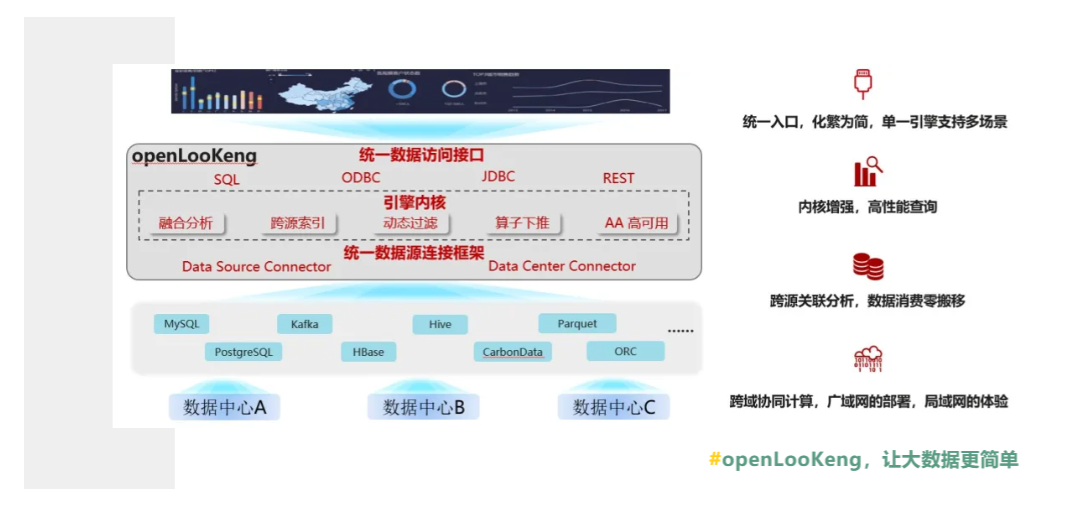 openLooKeng
统一数据访问接口
SQL
ODBC
JDBC
REST
引擎内核
融合分析
跨源索引
动态过滤
算子下推
AA 高可用
统一数据源连接框架
Data Source Connector
Data Center Connector
MySQL
Kafka
Hive
Parquet
......
PostgreSQL
HBase
CarbonData
ORC
数据中心A
数据中心B
数据中心C
统一入口，化繁为简，单一引擎支持多场景
内核增强，高性能查询
跨源关联分析，数据消费零搬移
跨域协同计算，广域网的部署，局域网的体验
#openLooKeng，让大数据更简单